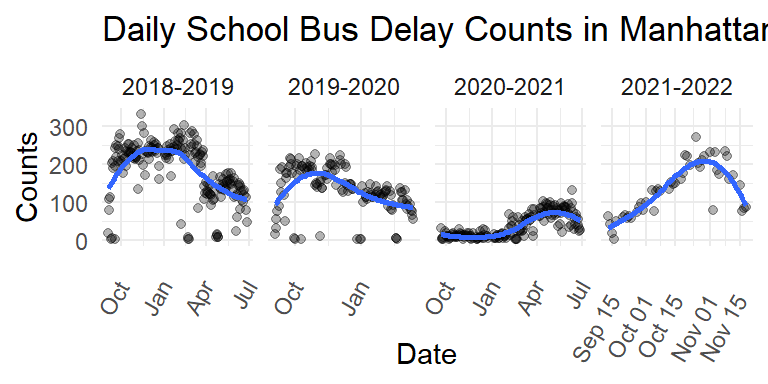 Daily School Bus Delay Counts in Manhattan
2018-2019 2019-2020 2020-2021 2021-2022
Counts
300
200
100
0
Oct Jan Apr Jul Oct Jan Oct Jan Apr Jul Sep 15 Oct 01 Oct 15 Nov 01 Nov 15
Date